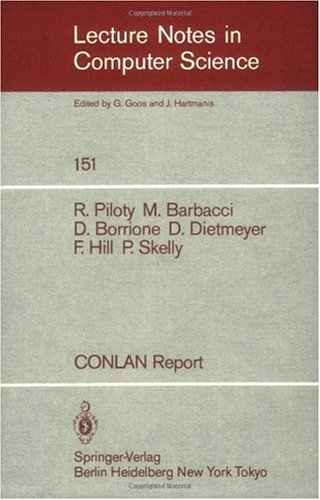 Lecture Notes in
Computer Science
Edited by G. Goos and J. Hartmanis
151
R. Piloty M. Barbacci
D. Borrione D. Dietmeyer
F. Hill P. Skelly
CONLAN Report
Springer-Verlag
Berlin Heidelberg New York Tokyo